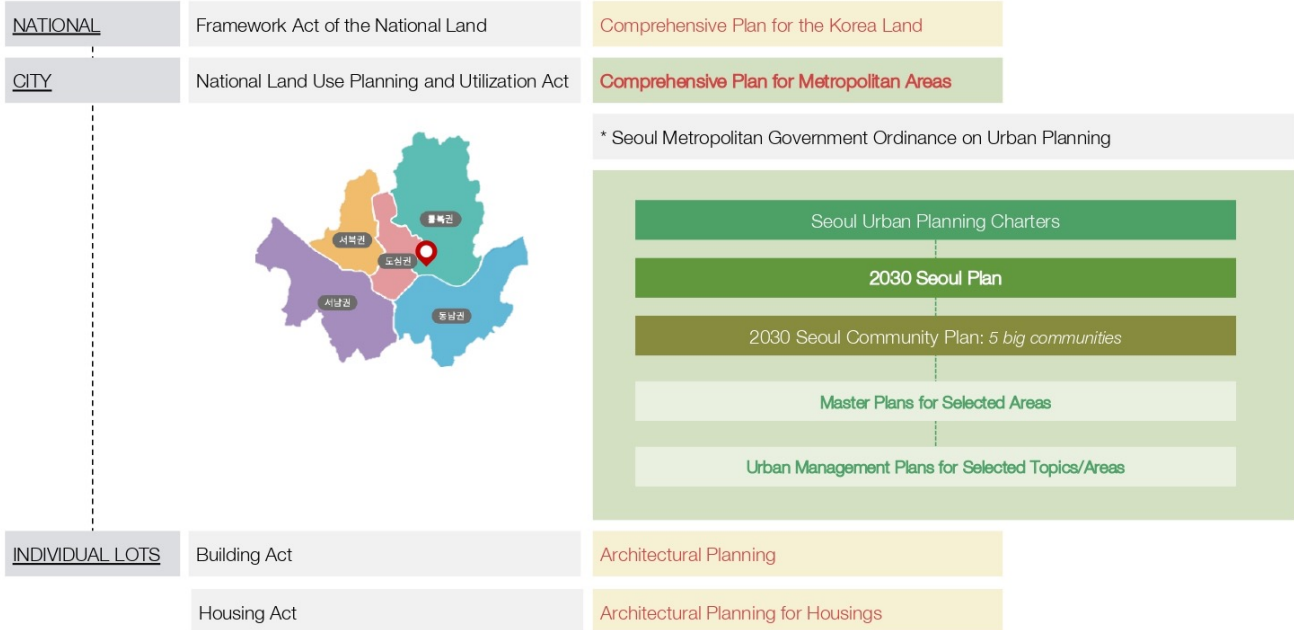 NATIONAL
Framework Act of the National Land
Comprehensive Plan for the Korea Land
CITY
National Land Use Planning and Utilization Act
Comprehensive Plan for Metropolitan Areas
* Seoul Metropolitan Government Ordinance on Urban Planning
동북권
서북권
도심권
서남권
동남권
Seoul Urban Planning Charters
2030 Seoul Plan
2030 Seoul Community Plan: 5 big communities
Master Plans for Selected Areas
Urban Management Plans for Selected Topics/Areas
INDIVIDUAL LOTS
Building Act
Architectural Planning
Housing Act
Architectural Planning for Housings